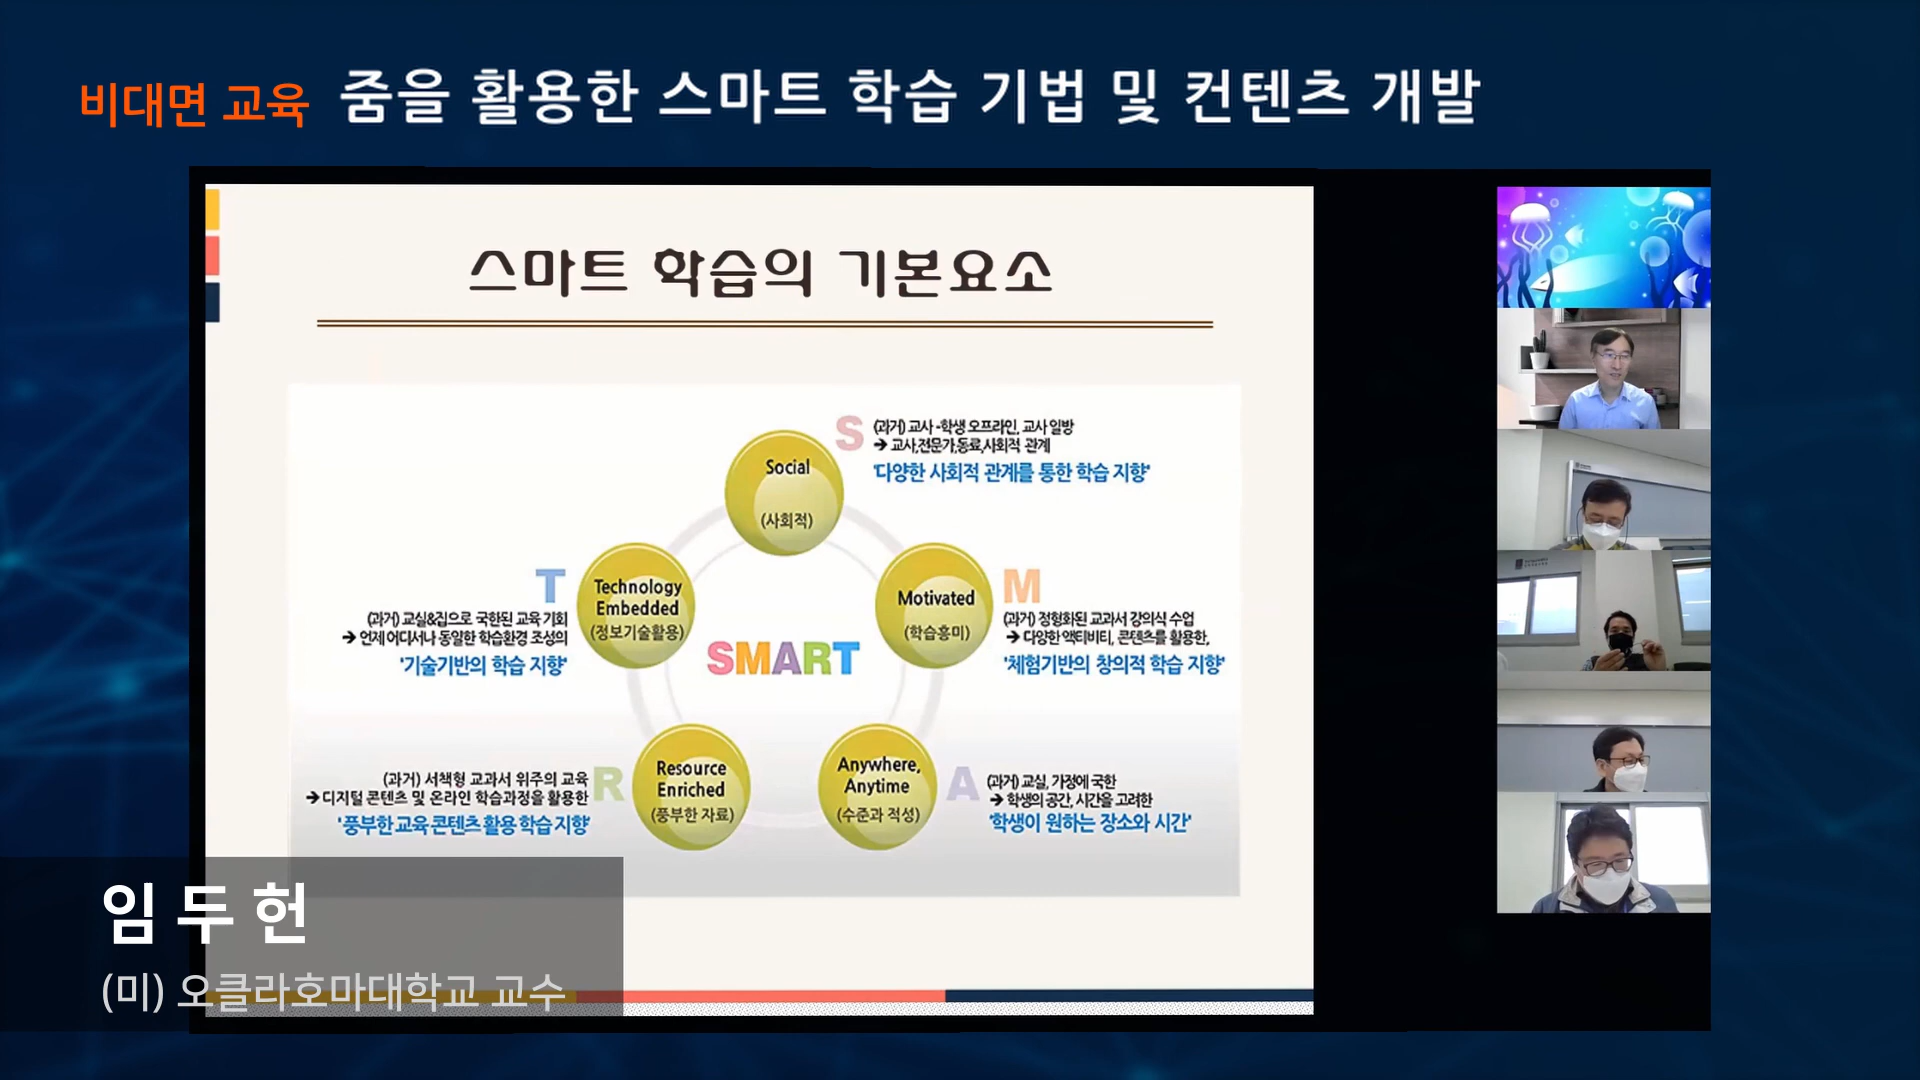 비대면 교육 줌을 활용한 스마트 학습 기법 및 컨텐츠 개발
스마트 학습의 기본요소
S
(과거) 교사 -학생 오프라인, 교사 일방
➔ 교사,전문가,동료,사회적 관계
'다양한 사회적 관계를 통한 학습 지향'
Social
(사회적)
T
(과거) 교실&집으로 국한된 교육 기회
➔ 언제 어디서나 동일한 학습환경 조성의
'기술기반의 학습 지향'
Technology
Embedded
(정보기술활용)
Motivated
(학습흥미)
M
(과거) 정형화된 교과서 강의식 수업
➔ 다양한 액티비티, 콘텐츠를 활용한,
'체험기반의 창의적 학습 지향'
SMART
(과거) 서책형 교과서 위주의 교육
➔ 디지털 콘텐츠 및 온라인 학습과정을 활용한
'풍부한 교육 콘텐츠 활용 학습 지향'
R
Resource
Enriched
(풍부한 자료)
Anywhere,
Anytime
(수준과 적성)
A
(과거) 교실, 가정에 국한
➔ 학생의 공간, 시간을 고려한
'학생이 원하는 장소와 시간'
임두헌
(미) 오클라호마대학교 교수